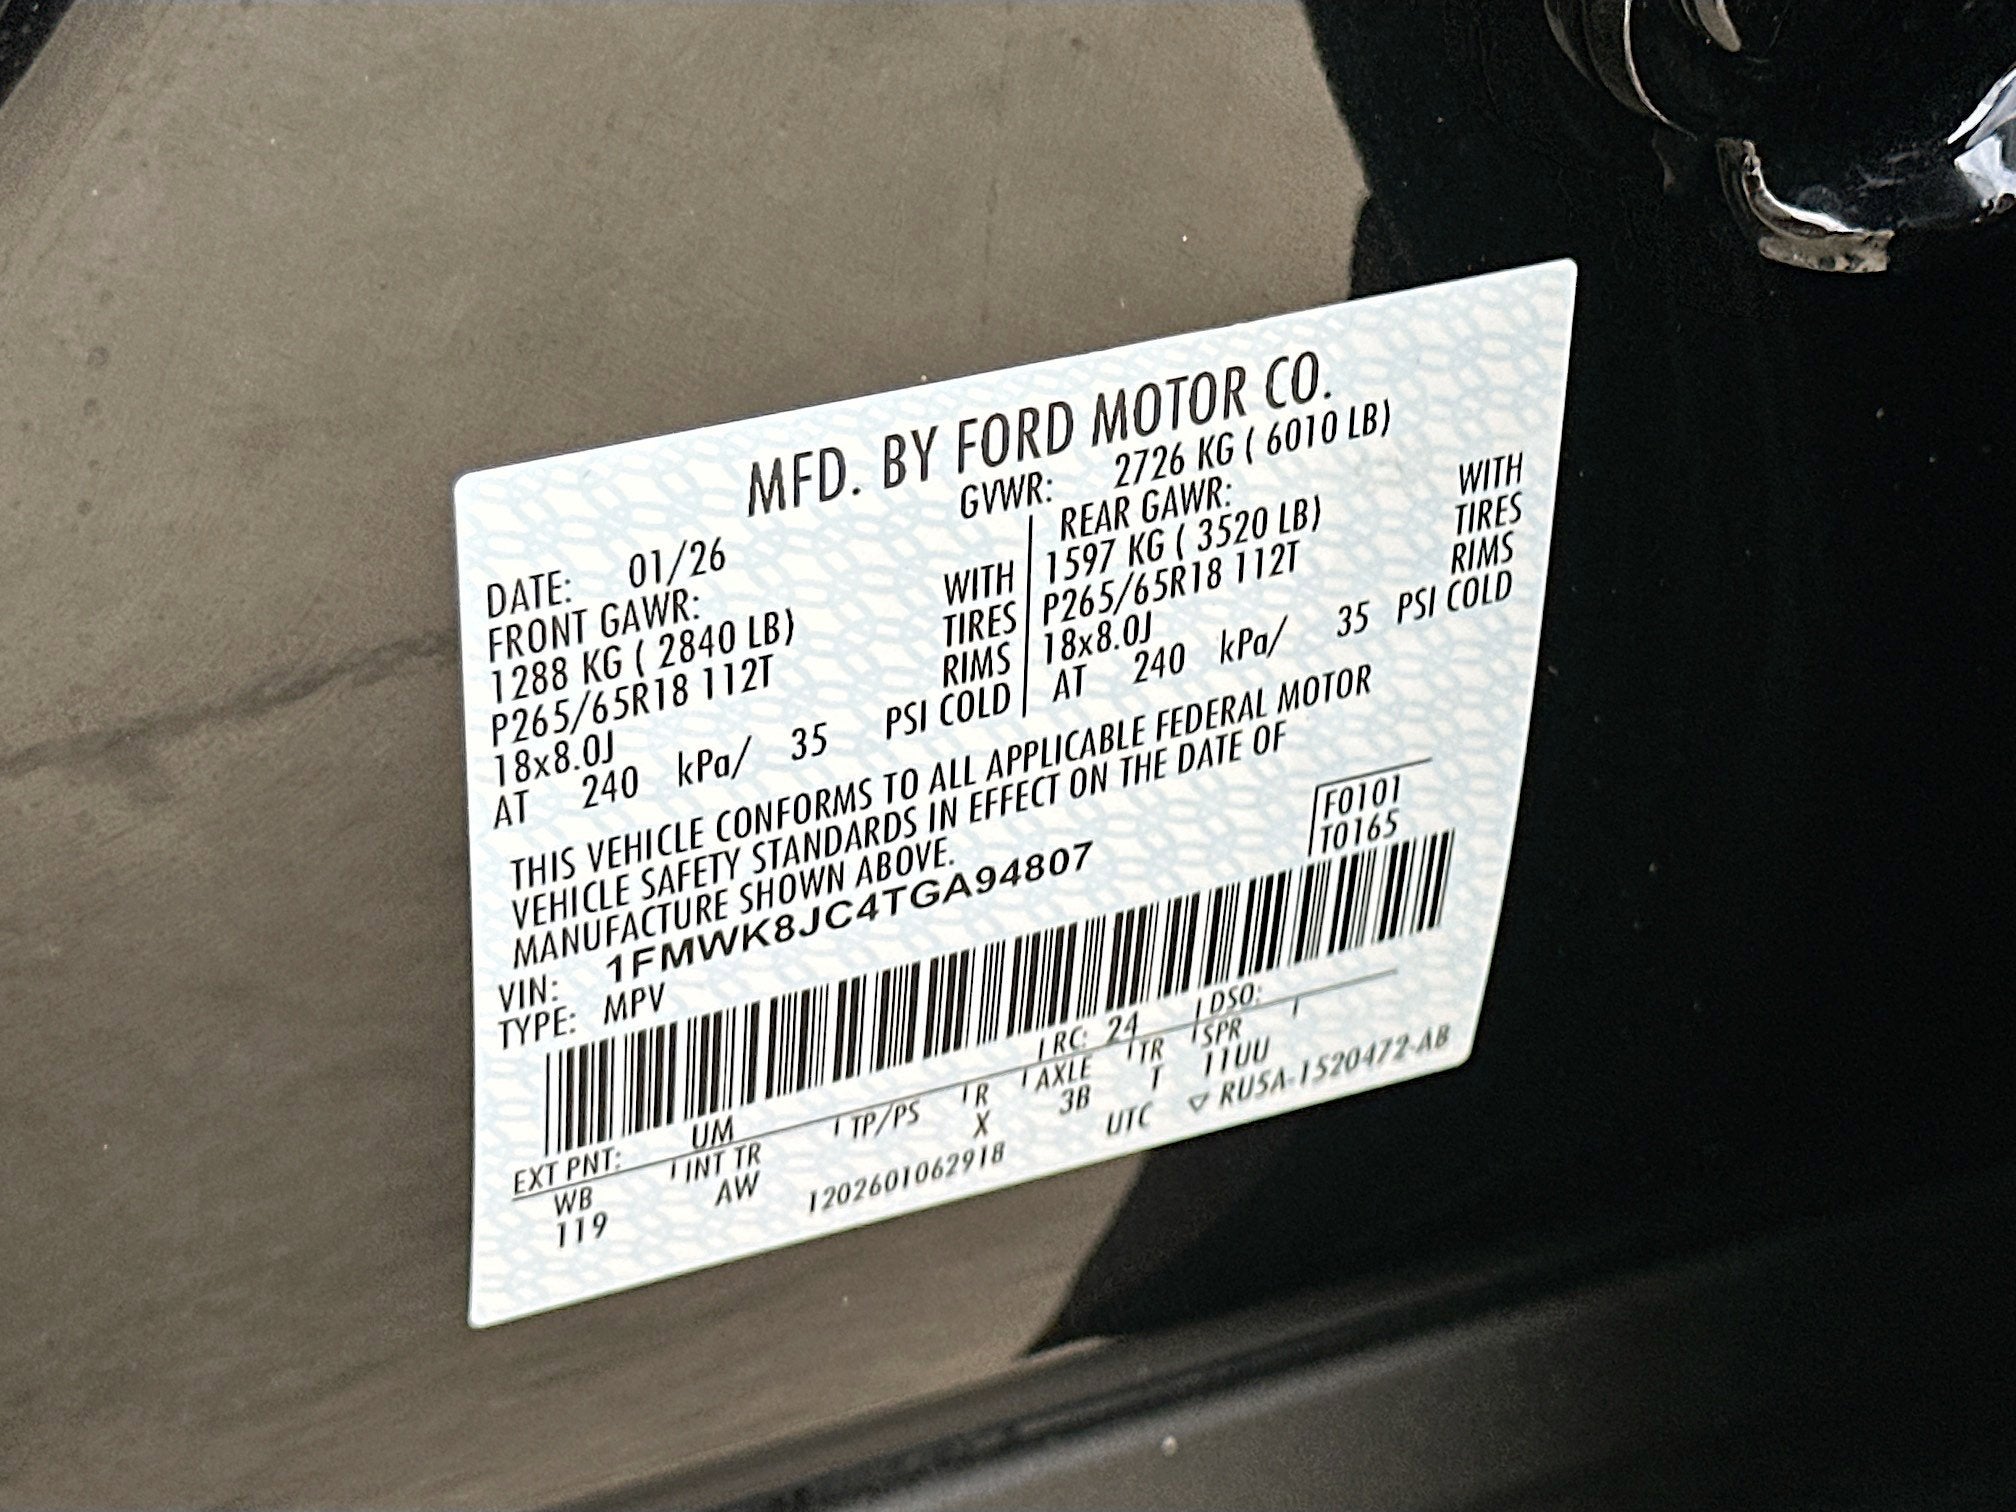 MFD. BY FORD MOTOR CO.
GVWR: 2726 KG ( 6010 LB)
DATE: 01/26
FRONT GAWR:
1288 KG ( 2840 LB) WITH
P265/65R18 112T TIRES
18x8.0J RIMS
AT 240 kPa/ 35 PSI COLD
REAR GAWR:
1597 KG ( 3520 LB) WITH
P265/65R18 112T TIRES
18x8.0J RIMS
AT 240 kPa/ 35 PSI COLD
THIS VEHICLE CONFORMS TO ALL APPLICABLE FEDERAL MOTOR
VEHICLE SAFETY STANDARDS IN EFFECT ON THE DATE OF
MANUFACTURE SHOWN ABOVE.
F0101
T0165
VIN: 1FMWK8JC4TGA94807
TYPE: MPV
EXT PNT: UM RC: 24 DSO:
WB INT TR TP/PS R AXLE TR SPR
119 AW X 3B T 11UU
1202601062918 UTC ▽ RU5A-1520472-AB